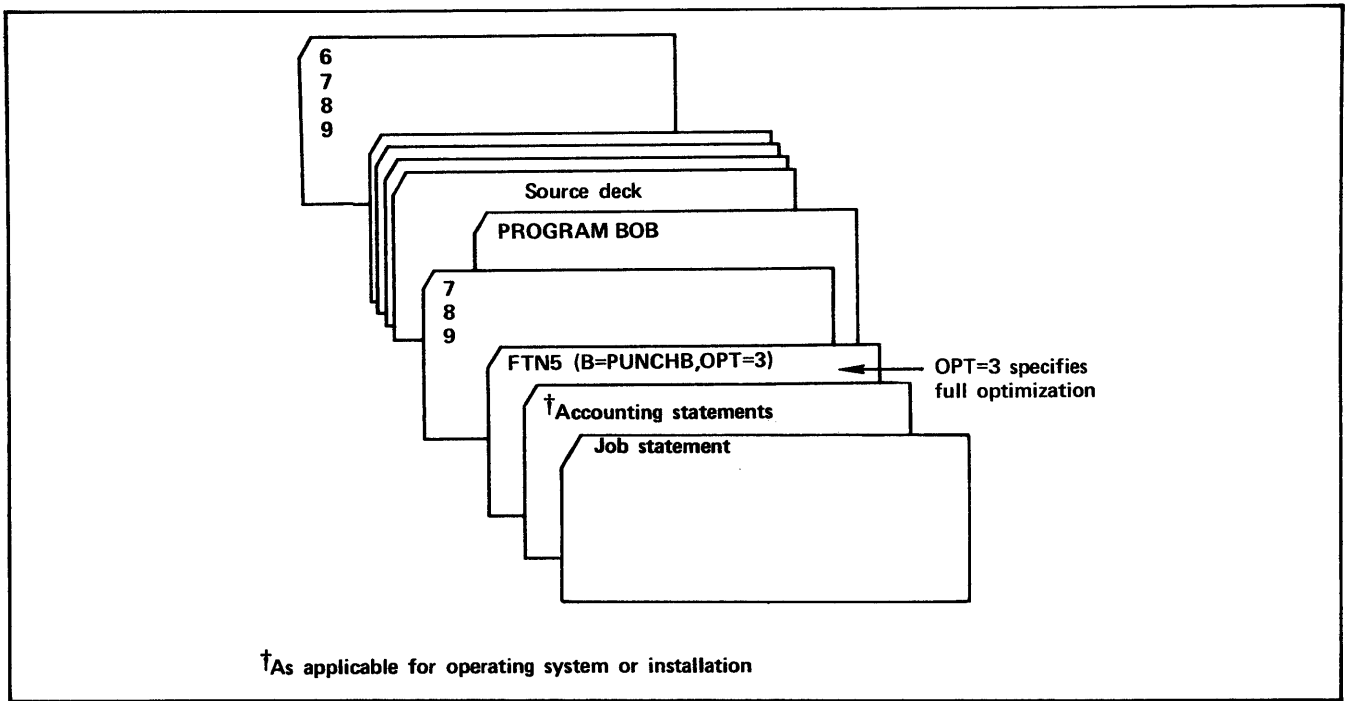 6
7
8
9
Source deck
PROGRAM BOB
7
8
9
FTN5 (B=PUNCHB,OPT=3)
OPT=3 specifies
full optimization
†Accounting statements
Job statement
†As applicable for operating system or installation